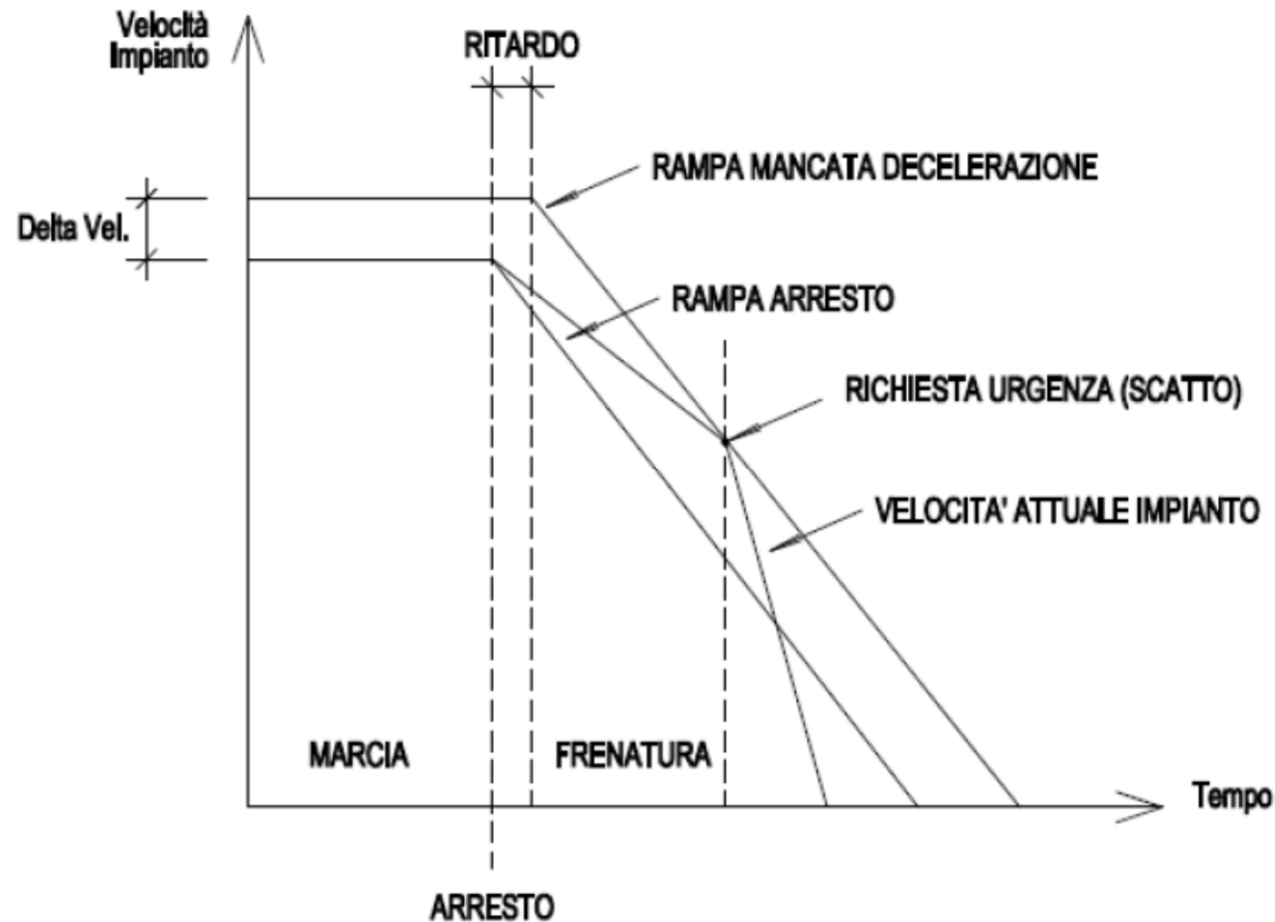 Velocità
Impianto
RITARDO
RAMPA MANCATA DECELERAZIONE
Delta Vel.
RAMPA ARRESTO
RICHIESTA URGENZA (SCATTO)
VELOCITA' ATTUALE IMPIANTO
MARCIA
FRENATURA
Tempo
ARRESTO